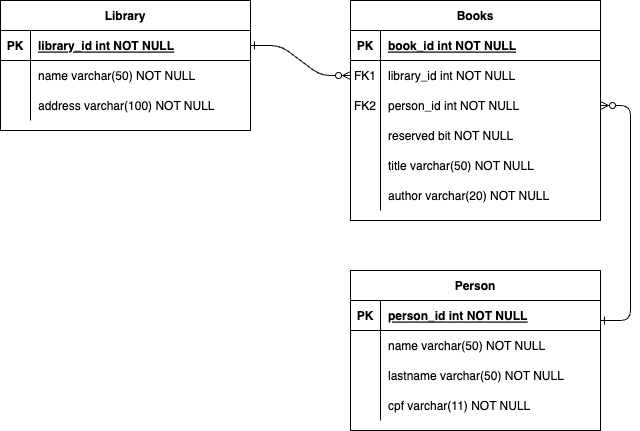 Library
PK library_id int NOT NULL
name varchar(50) NOT NULL
address varchar(100) NOT NULL
Books
PK book_id int NOT NULL
FK1 library_id int NOT NULL
FK2 person_id int NOT NULL
reserved bit NOT NULL
title varchar(50) NOT NULL
author varchar(20) NOT NULL
Person
PK person_id int NOT NULL
name varchar(50) NOT NULL
lastname varchar(50) NOT NULL
cpf varchar(11) NOT NULL